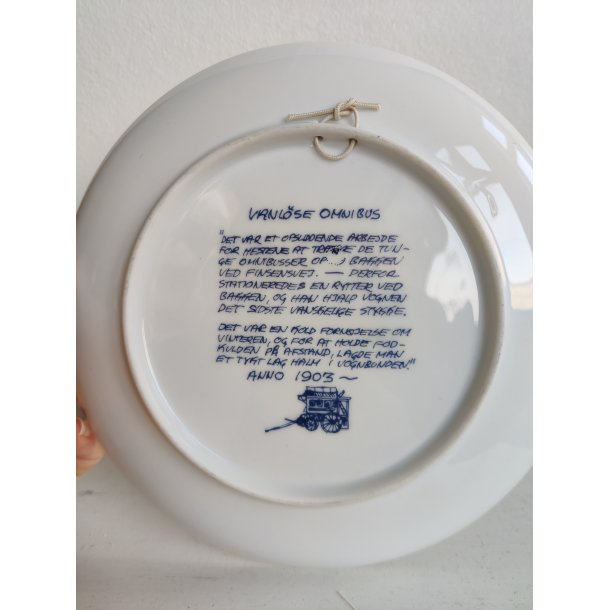 VANLÖSE OMNIBUS
"DET VAR ET OPSLIDENDE ARBEJDE
FOR HESTENE AT TRÆKKE DE TUN-
GE OMNIBUSSER OP BAKKEN
VED FINSENSVEJ. — DERFOR
STATIONEREDES EN RYTTER VED
BAKKEN, OG HAN HJALP VOGNEN
DET SIDSTE VANSKELIGE STYKKE.
DET VAR EN KOLD FORNØJELSE OM
VINTEREN, OG FOR AT HOLDE FOD-
KULDEN PÅ AFSTAND, LAGDE MAN
ET TYKT LAG HALM I VOGNBUNDEN."
ANNO 1903 ~